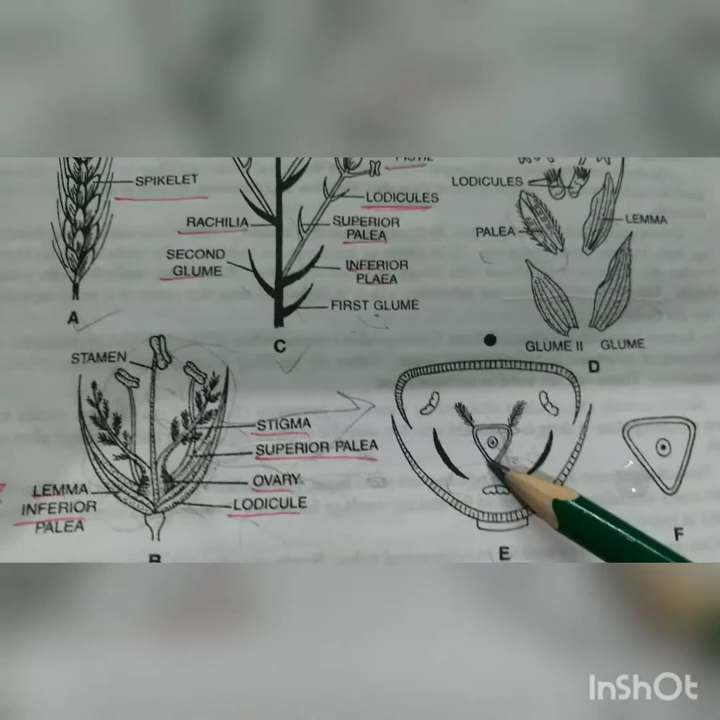 SPIKELET
A
PISTIL
LODICULES
RACHILIA
SUPERIOR
PALEA
SECOND
GLUME
INFERIOR
PLAEA
FIRST GLUME
C
LODICULES
PALEA
LEMMA
GLUME II
GLUME
D
STAMEN
STIGMA
SUPERIOR PALEA
OVARY
LODICULE
LEMMA
INFERIOR
PALEA
B
E
F
InShOt